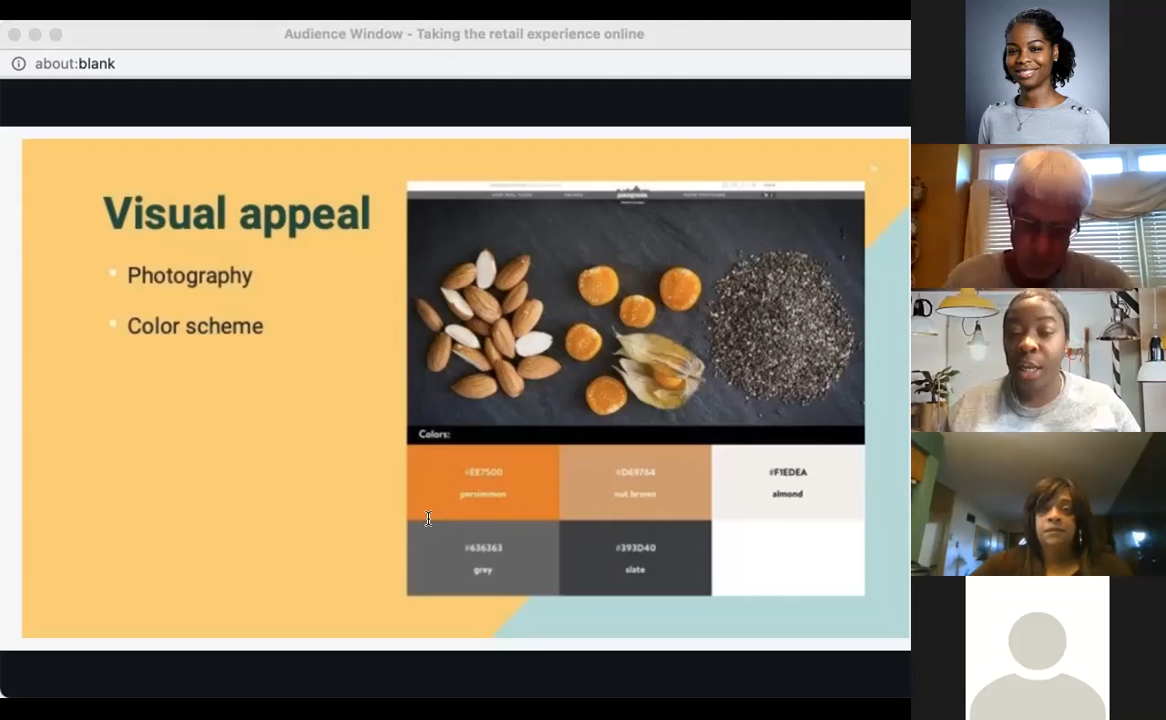 Audience Window - Taking the retail experience online
about:blank
Visual appeal
Photography
Color scheme
Colors:
#EE7500
persimmon
#D69764
nut brown
#F1EDEA
almond
#636363
grey
#393D40
slate